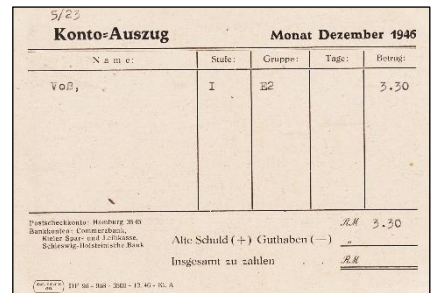 5/23
Konto=Auszug Monat Dezember 1946
Name: Stufe: Gruppe: Tage: Betrag:
Voß, I E2 3.30
Postscheckkonto: Hamburg
Bankkonten: Commerzbank,
Kieler Spar- und Leihkasse,
Schleswig-Holsteinische Bank
RM 3.30
Alte Schuld (+) Guthaben (—) „
Insgesamt zu zahlen . . RM
Kl. A